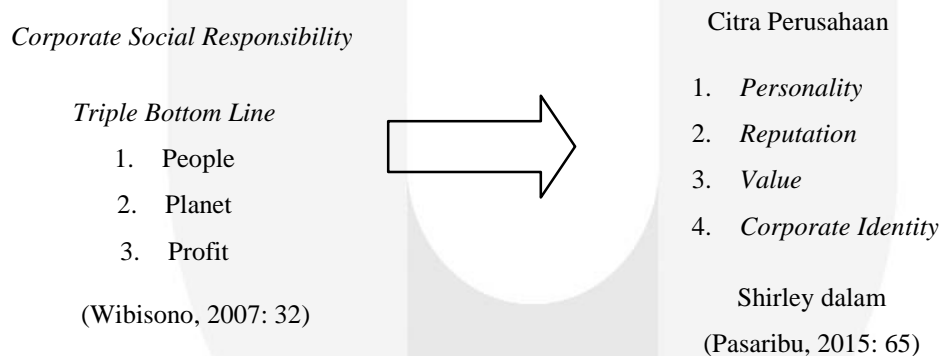 Corporate Social Responsibility
Triple Bottom Line
1. People
2. Planet
3. Profit
(Wibisono, 2007: 32)
Citra Perusahaan
1. Personality
2. Reputation
3. Value
4. Corporate Identity
Shirley dalam
(Pasaribu, 2015: 65)